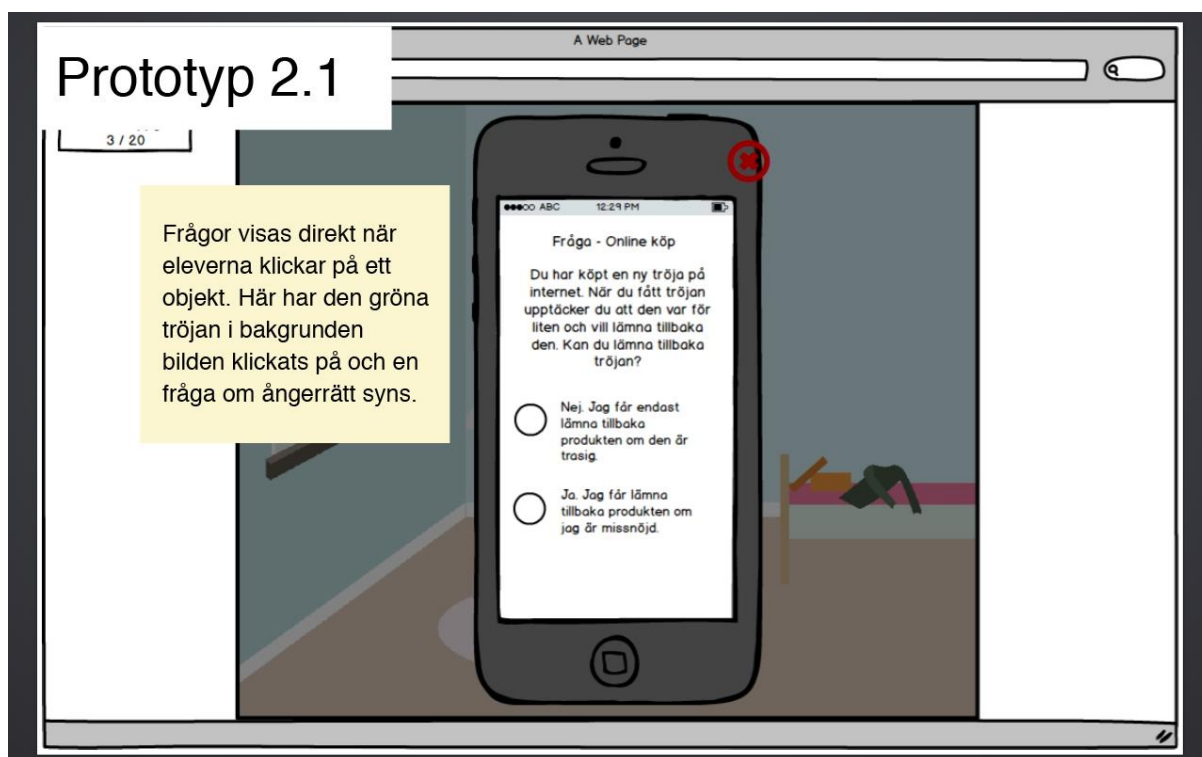 A Web Page
Prototyp 2.1
3 / 20
Frågor visas direkt när
eleverna klickar på ett
objekt. Här har den gröna
tröjan i bakgrunden
bilden klickats på och en
fråga om ångerrätt syns.
ABC 12:29 PM
Fråga - Online köp
Du har köpt en ny tröja på
internet. När du fått tröjan
upptäcker du att den var för
liten och vill lämna tillbaka
den. Kan du lämna tillbaka
tröjan?
Nej. Jag får endast
lämna tillbaka
produkten om den är
trasig.
Ja. Jag får lämna
tillbaka produkten om
jag är missnöjd.